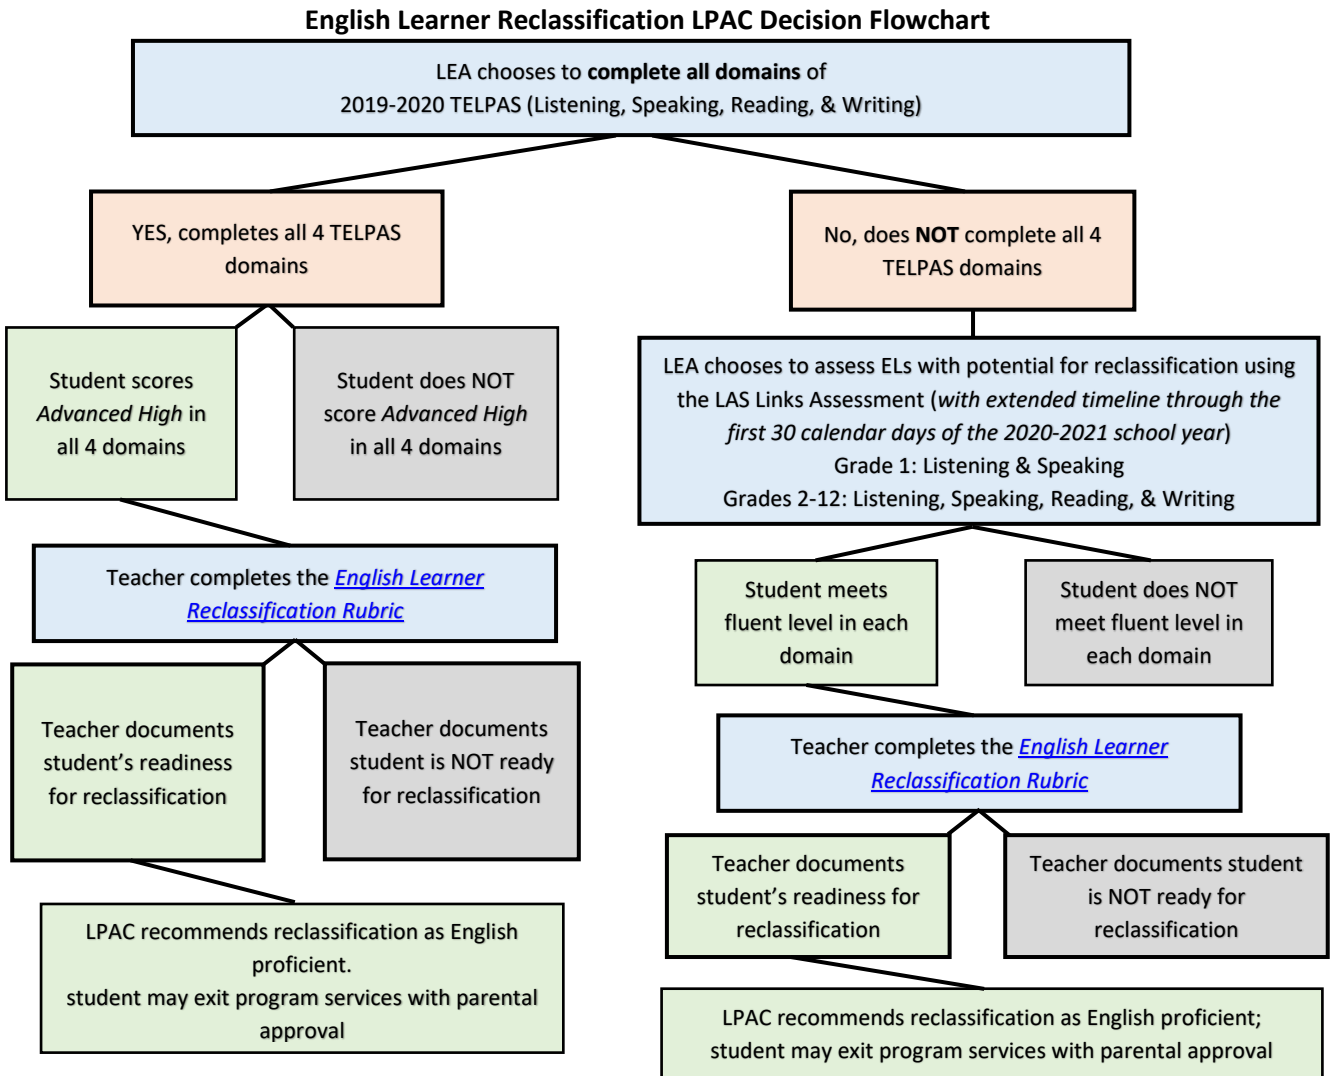 English Learner Reclassification LPAC Decision Flowchart
LEA chooses to complete all domains of
2019-2020 TELPAS (Listening, Speaking, Reading, & Writing)
YES, completes all 4 TELPAS
domains
No, does NOT complete all 4
TELPAS domains
Student scores
Advanced High in
all 4 domains
Student does NOT
score Advanced High
in all 4 domains
LEA chooses to assess ELs with potential for reclassification using
the LAS Links Assessment (with extended timeline through the
first 30 calendar days of the 2020-2021 school year)
Grade 1: Listening & Speaking
Grades 2-12: Listening, Speaking, Reading, & Writing
Teacher completes the English Learner
Reclassification Rubric
Student meets
fluent level in each
domain
Student does NOT
meet fluent level in
each domain
Teacher documents
student’s readiness
for reclassification
Teacher documents
student is NOT ready
for reclassification
Teacher completes the English Learner
Reclassification Rubric
Teacher documents
student’s readiness for
reclassification
Teacher documents student
is NOT ready for
reclassification
LPAC recommends reclassification as English
proficient.
student may exit program services with parental
approval
LPAC recommends reclassification as English proficient;
student may exit program services with parental approval